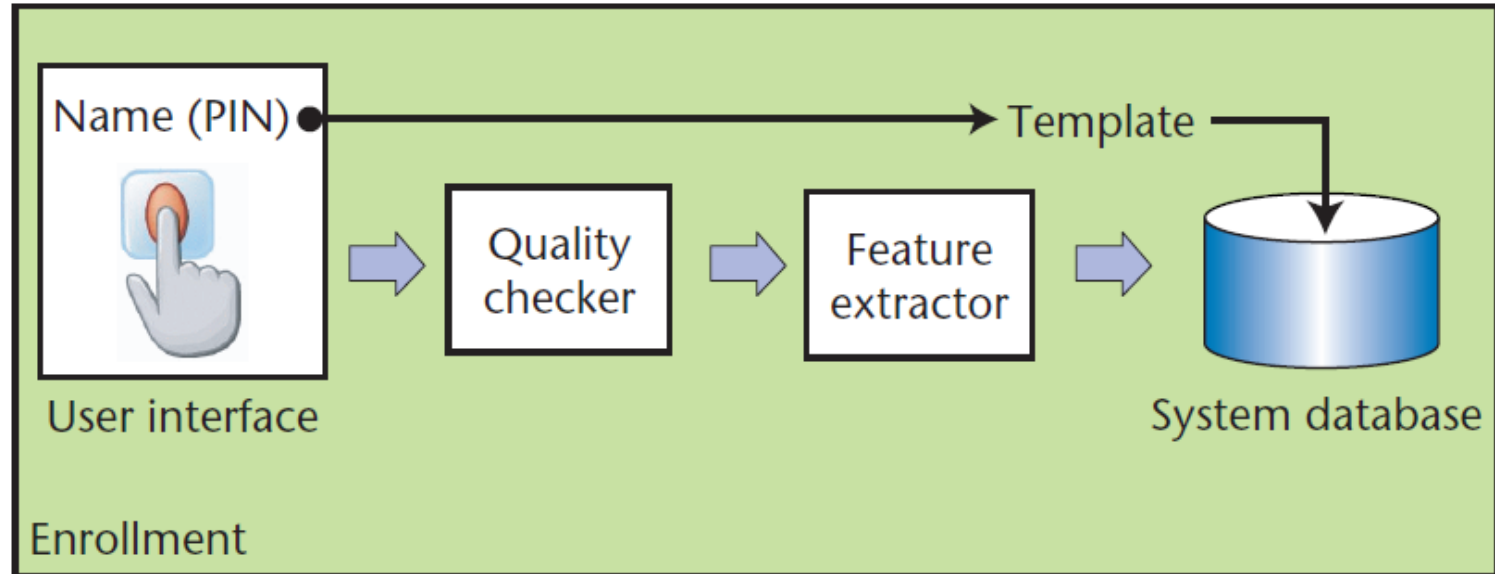 Name (PIN)
Template
Quality
checker
Feature
extractor
User interface
System database
Enrollment